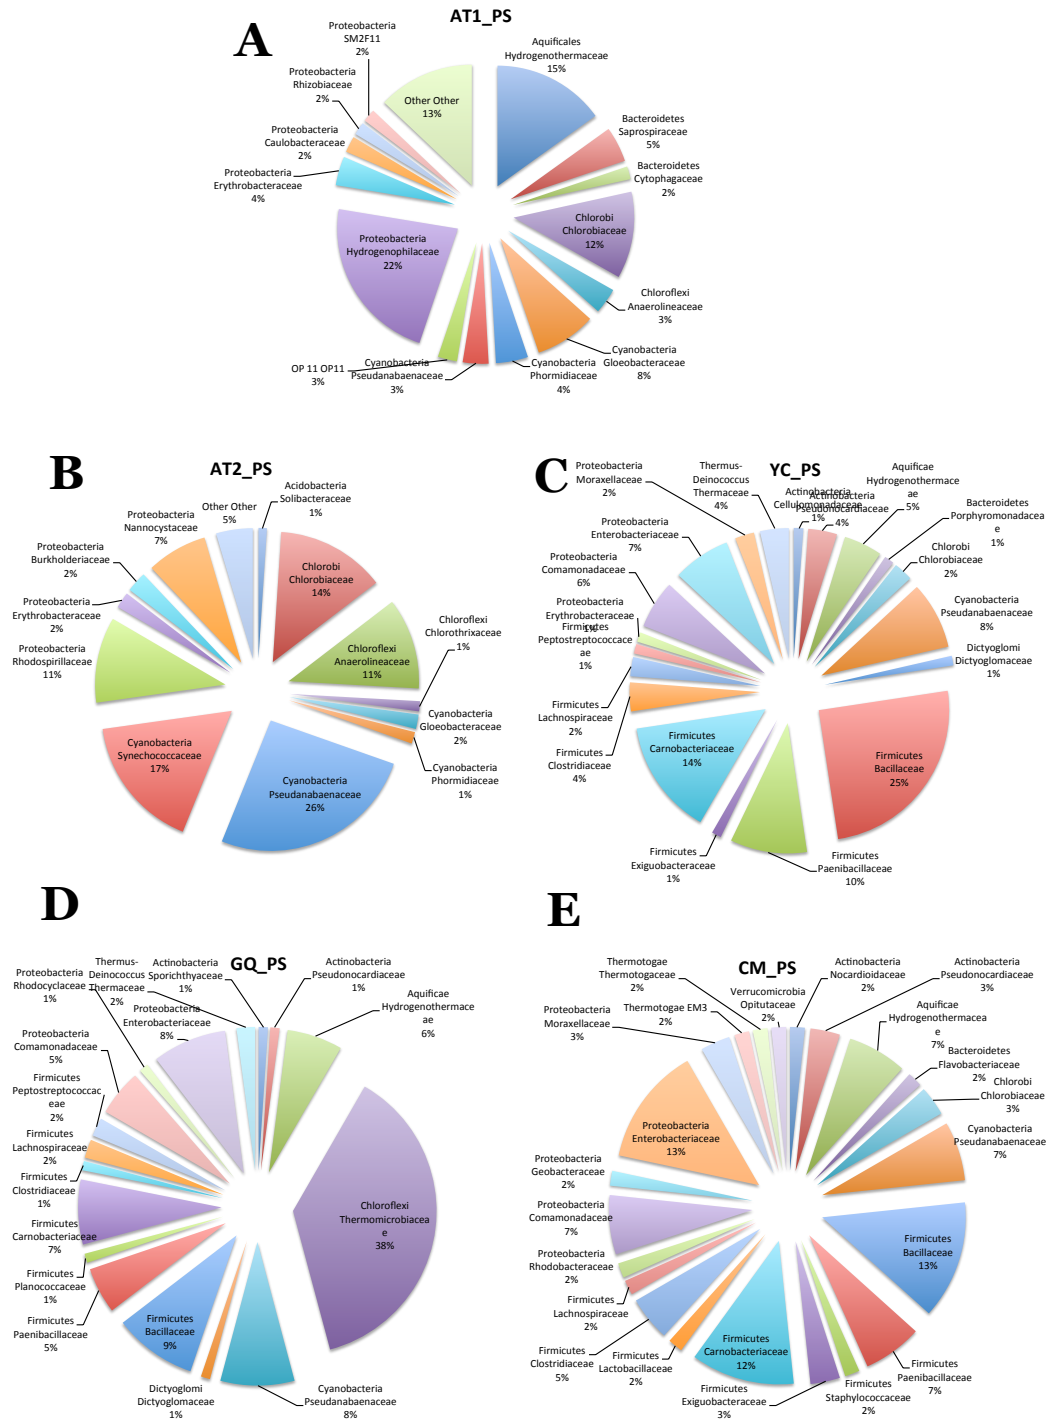 A
AT1_PS
Aquificales
Hydrogenothermaceae
15%
Bacteroidetes
Saprospiraceae
5%
Bacteroidetes
Cytophagaceae
2%
Chlorobi
Chlorobiaceae
12%
Chloroflexi
Anaerolineaceae
3%
Cyanobacteria
Gloeobacteraceae
8%
Cyanobacteria
Phormidiaceae
4%
Cyanobacteria
Pseudanabaenaceae
3%
OP 11 OP11
3%
Proteobacteria
Hydrogenophilaceae
22%
Proteobacteria
Erythrobacteraceae
4%
Proteobacteria
Caulobacteraceae
2%
Proteobacteria
Rhizobiaceae
2%
Proteobacteria
SM2F11
2%
Other Other
13%
B
AT2_PS
Acidobacteria
Solibacteraceae
1%
Chlorobi
Chlorobiaceae
14%
Chloroflexi
Anaerolineaceae
11%
Chloroflexi
Chlorothrixaceae
1%
Cyanobacteria
Gloeobacteraceae
2%
Cyanobacteria
Phormidiaceae
1%
Cyanobacteria
Pseudanabaenaceae
26%
Cyanobacteria
Synechococcaceae
17%
Proteobacteria
Rhodospirillaceae
11%
Proteobacteria
Erythrobacteraceae
2%
Proteobacteria
Burkholderiaceae
2%
Proteobacteria
Nannocystaceae
7%
Other Other
5%
C
YC_PS
Actinobacteria
Cellulomonadaceae
1%
Actinobacteria
Pseudonocardiaceae
4%
Aquificae
Hydrogenothermac
eae
5%
Bacteroidetes
Porphyromonadacea
e
1%
Chlorobi
Chlorobiaceae
2%
Cyanobacteria
Pseudanabaenaceae
8%
Dictyoglomi
Dictyoglomaceae
1%
Firmicutes
Bacillaceae
25%
Firmicutes
Paenibacillaceae
10%
Firmicutes
Exiguobacteraceae
1%
Firmicutes
Carnobacteriaceae
14%
Firmicutes
Clostridiaceae
4%
Firmicutes
Lachnospiraceae
2%
Firmicutes
Peptostreptococcace
ae
1%
Proteobacteria
Erythrobacteraceae
1%
Proteobacteria
Comamonadaceae
6%
Proteobacteria
Enterobacteriaceae
7%
Proteobacteria
Moraxellaceae
2%
Thermus-
Deinococcus
Thermaceae
4%
D
GQ_PS
Actinobacteria
Sporichthyaceae
1%
Actinobacteria
Pseudonocardiaceae
1%
Aquificae
Hydrogenothermac
eae
6%
Chloroflexi
Thermomicrobiacea
e
38%
Cyanobacteria
Pseudanabaenaceae
8%
Dictyoglomi
Dictyoglomaceae
1%
Firmicutes
Bacillaceae
9%
Firmicutes
Paenibacillaceae
5%
Firmicutes
Planococcaceae
1%
Firmicutes
Carnobacteriaceae
7%
Firmicutes
Clostridiaceae
1%
Firmicutes
Lachnospiraceae
2%
Firmicutes
Peptostreptococcac
eae
2%
Proteobacteria
Comamonadaceae
5%
Proteobacteria
Rhodocyclaceae
1%
Proteobacteria
Enterobacteriaceae
8%
Thermus-
Deinococcus
Thermaceae
2%
E
CM_PS
Actinobacteria
Nocardioidaceae
2%
Actinobacteria
Pseudonocardiaceae
3%
Aquificae
Hydrogenothermacea
e
7%
Bacteroidetes
Flavobacteriaceae
2%
Chlorobi
Chlorobiaceae
3%
Cyanobacteria
Pseudanabaenaceae
7%
Firmicutes
Bacillaceae
13%
Firmicutes
Paenibacillaceae
7%
Firmicutes
Staphylococcaceae
2%
Firmicutes
Exiguobacteraceae
3%
Firmicutes
Carnobacteriaceae
12%
Firmicutes
Lactobacillaceae
2%
Firmicutes
Clostridiaceae
5%
Firmicutes
Lachnospiraceae
2%
Proteobacteria
Rhodobacteraceae
2%
Proteobacteria
Comamonadaceae
7%
Proteobacteria
Geobacteraceae
2%
Proteobacteria
Enterobacteriaceae
13%
Proteobacteria
Moraxellaceae
3%
Thermotogae EM3
2%
Thermotogae
Thermotogaceae
2%
Verrucomicrobia
Opitutaceae
2%